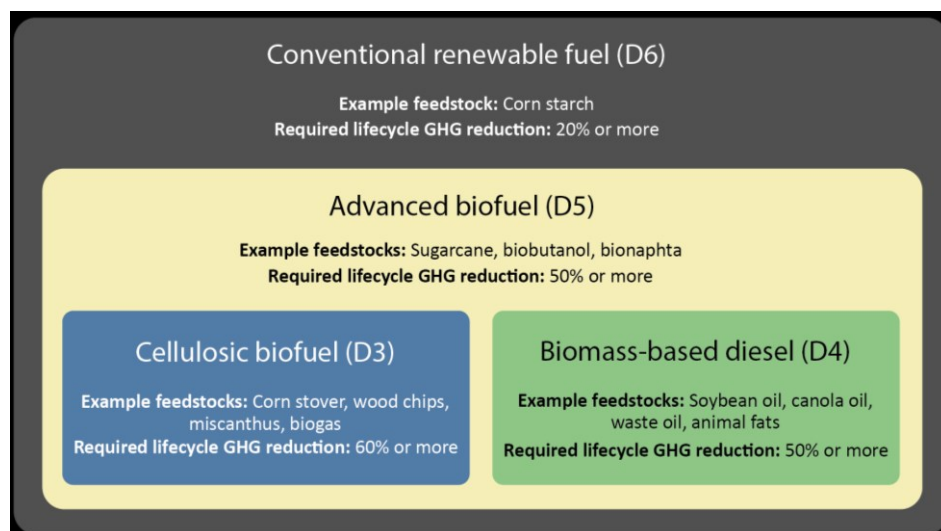 Conventional renewable fuel (D6)
Example feedstock: Corn starch
Required lifecycle GHG reduction: 20% or more
Advanced biofuel (D5)
Example feedstocks: Sugarcane, biobutanol, bionaphta
Required lifecycle GHG reduction: 50% or more
Cellulosic biofuel (D3)
Example feedstocks: Corn stover, wood chips,
miscanthus, biogas
Required lifecycle GHG reduction: 60% or more
Biomass-based diesel (D4)
Example feedstocks: Soybean oil, canola oil,
waste oil, animal fats
Required lifecycle GHG reduction: 50% or more